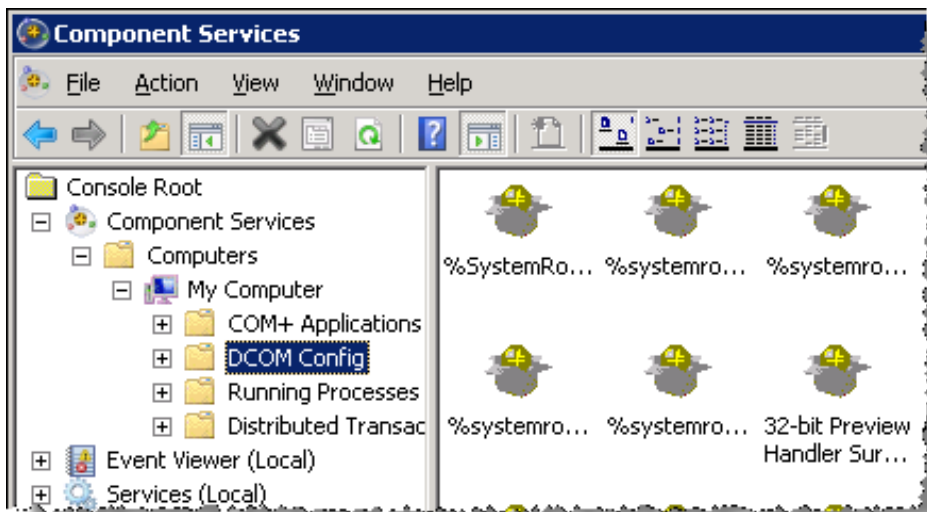 Component Services
File Action View Window Help
Console Root
Component Services
Computers
My Computer
COM+ Applications
DCOM Config
Running Processes
Distributed Transac
Event Viewer (Local)
Services (Local)
%SystemRo... %systemro... %systemro...
%systemro... %systemro... 32-bit Preview
Handler Sur...